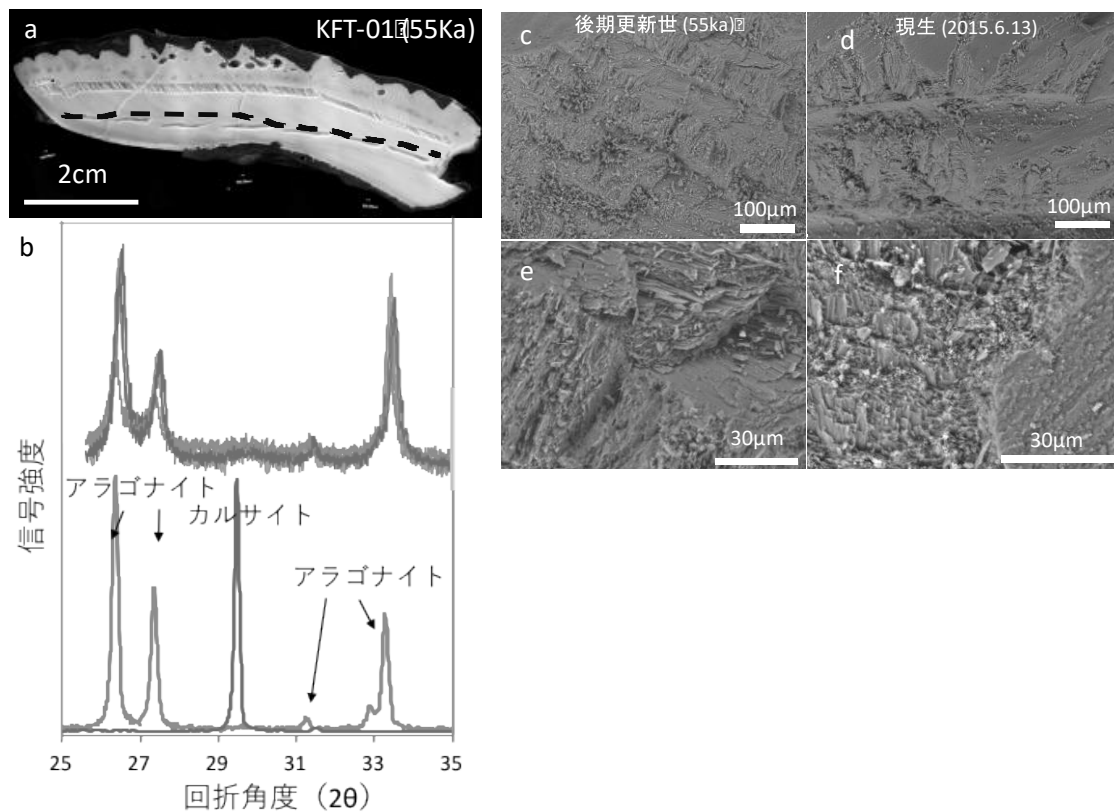 a
KFT-01 (55Ka)
2cm
b
信号強度
アラゴナイト
カルサイト
アラゴナイト
25 27 29 31 33 35
回折角度（2θ）
c
後期更新世 (55ka)
100μm
d
現生 (2015.6.13)
100μm
e
30μm
f
30μm